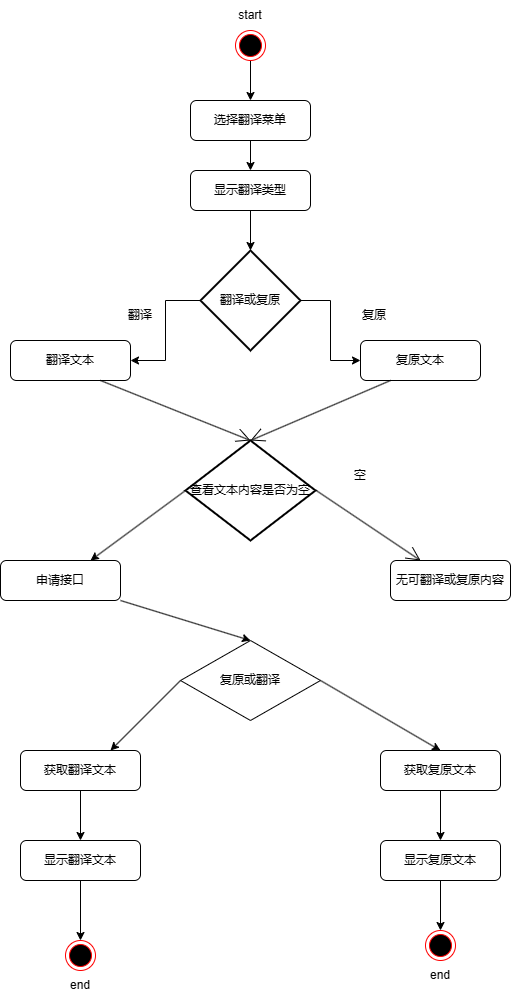 start
选择翻译菜单
显示翻译类型
翻译或复原
翻译
复原
翻译文本
复原文本
查看文本内容是否为空
空
申请接口
无可翻译或复原内容
复原或翻译
获取翻译文本
获取复原文本
显示翻译文本
显示复原文本
end
end